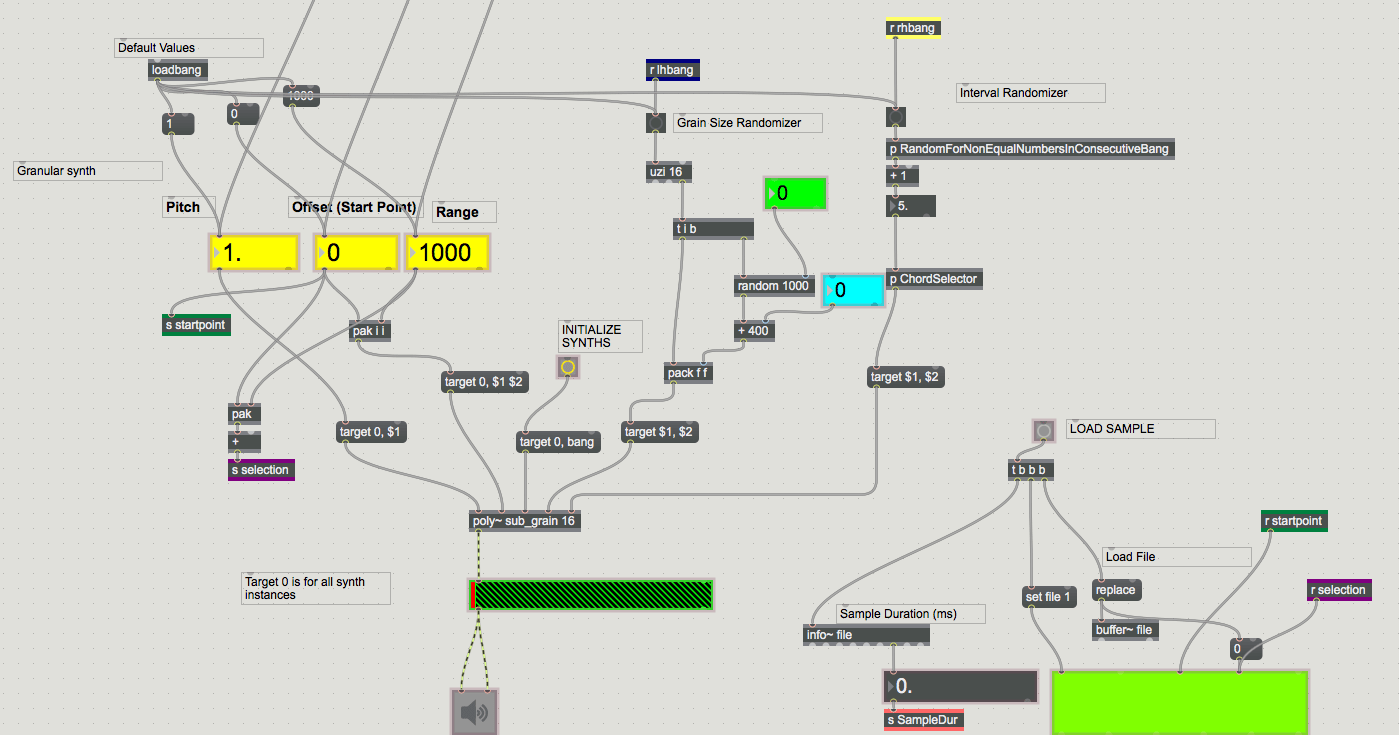 r rhbang
Default Values
loadbang
r lhbang
1000
Interval Randomizer
0
1
Grain Size Randomizer
p RandomForNonEqualNumbersInConsecutiveBang
Granular synth
uzi 16
+ 1
0
5.
Pitch
Offset (Start Point)
Range
t i b
1.
0
1000
random 1000
0
p ChordSelector
s startpoint
pak i i
INITIALIZE
SYNTHS
+ 400
target 0, $1 $2
pack f f
target $1, $2
pak
target 0, $1
target 0, bang
target $1, $2
LOAD SAMPLE
+
s selection
t b b b
poly~ sub_grain 16
r startpoint
Load File
Target 0 is for all synth
instances
set file 1
replace
r selection
Sample Duration (ms)
info~ file
buffer~ file
0
0.
s SampleDur